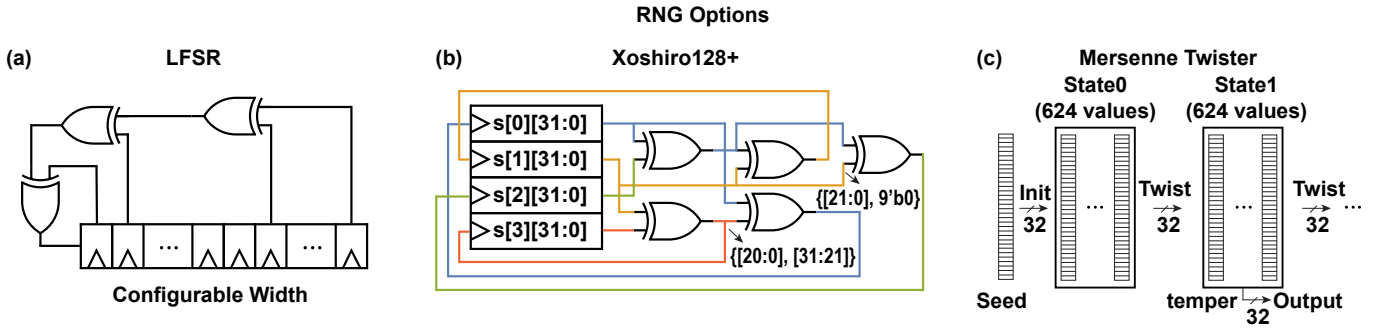 RNG Options
(a) LFSR
Configurable Width
(b) Xoshiro128+
s[0][31:0]
s[1][31:0]
s[2][31:0]
s[3][31:0]
{[21:0], 9'b0}
{[20:0], [31:21]}
(c) Mersenne Twister
State0 State1
(624 values) (624 values)
Init Twist Twist
... ... ...
32 32 32
Seed temper Output
32